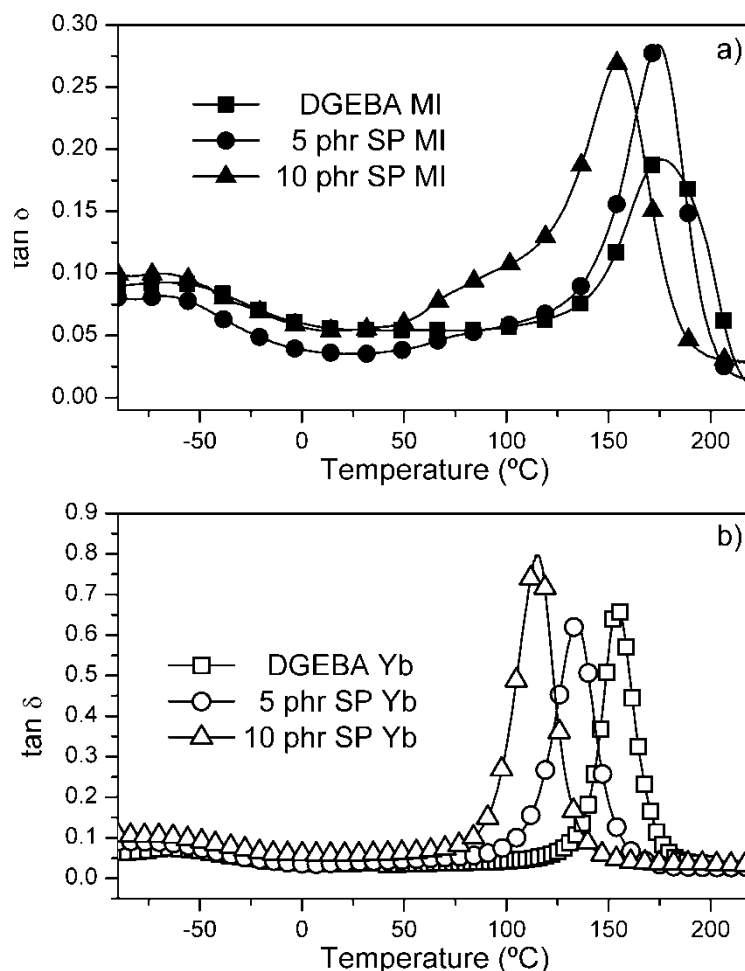 a)
0.30
0.25
0.20
0.15
0.10
0.05
0.00
tan δ
DGEBA MI
5 phr SP MI
10 phr SP MI
-50 0 50 100 150 200
Temperature (ºC)
b)
0.9
0.8
0.7
0.6
0.5
0.4
0.3
0.2
0.1
0.0
tan δ
DGEBA Yb
5 phr SP Yb
10 phr SP Yb
-50 0 50 100 150 200
Temperature (ºC)